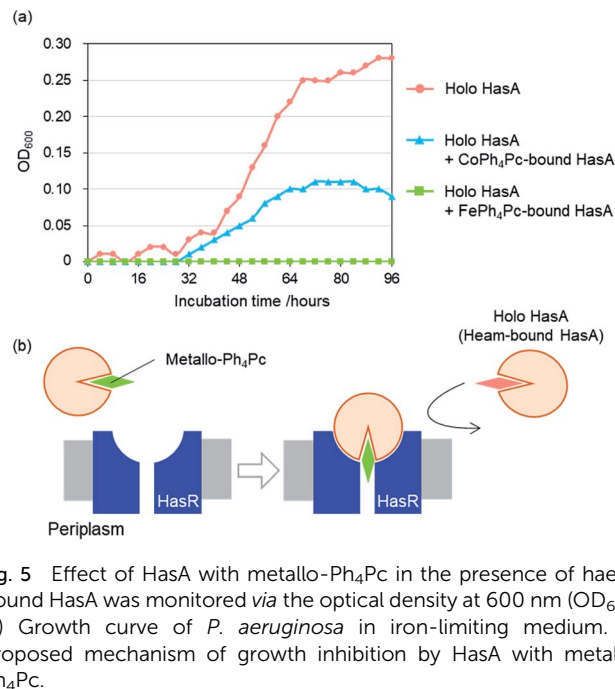 (a)
0.30
0.25
0.20
0.15
0.10
0.05
0
OD600
0 16 32 48 64 80 96
Incubation time /hours
Holo HasA
Holo HasA
+ CoPh4Pc-bound HasA
Holo HasA
+ FePh4Pc-bound HasA
(b)
Metallo-Ph4Pc
Holo HasA
(Heam-bound HasA)
HasR
HasR
Periplasm
g. 5 Effect of HasA with metallo-Ph4Pc in the presence of hae
ound HasA was monitored via the optical density at 600 nm (OD6
) Growth curve of P. aeruginosa in iron-limiting medium.
roposed mechanism of growth inhibition by HasA with metal
h4Pc.